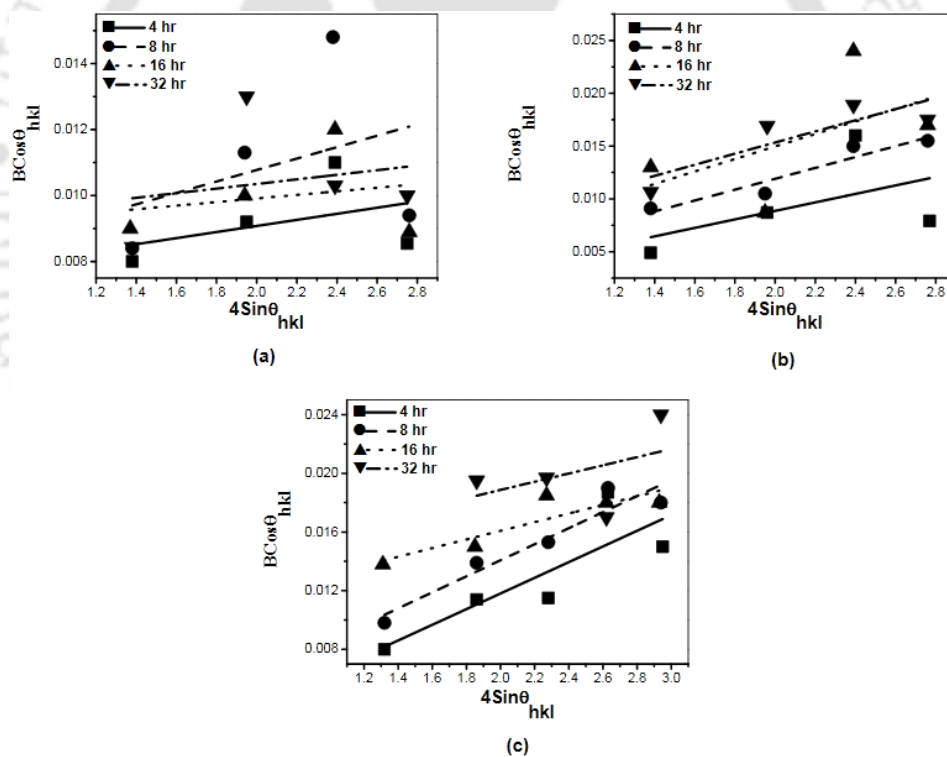 4 hr
8 hr
16 hr
32 hr
0.014
0.012
0.010
0.008
BCosθhkl
1.2 1.4 1.6 1.8 2.0 2.2 2.4 2.6 2.8
4Sinθhkl
(a)
4 hr
8 hr
16 hr
32 hr
0.025
0.020
0.015
0.010
0.005
BCosθhkl
1.2 1.4 1.6 1.8 2.0 2.2 2.4 2.6 2.8
4Sinθhkl
(b)
4 hr
8 hr
16 hr
32 hr
0.024
0.020
0.016
0.012
0.008
BCosθhkl
1.2 1.4 1.6 1.8 2.0 2.2 2.4 2.6 2.8 3.0
4Sinθhkl
(c)